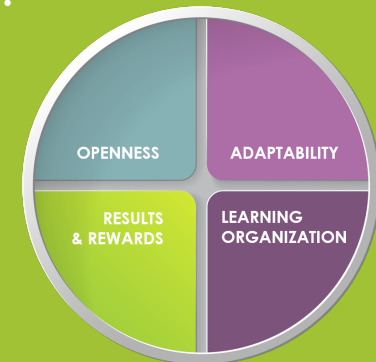 OPENNESS
ADAPTABILITY
RESULTS
& REWARDS
LEARNING
ORGANIZATION